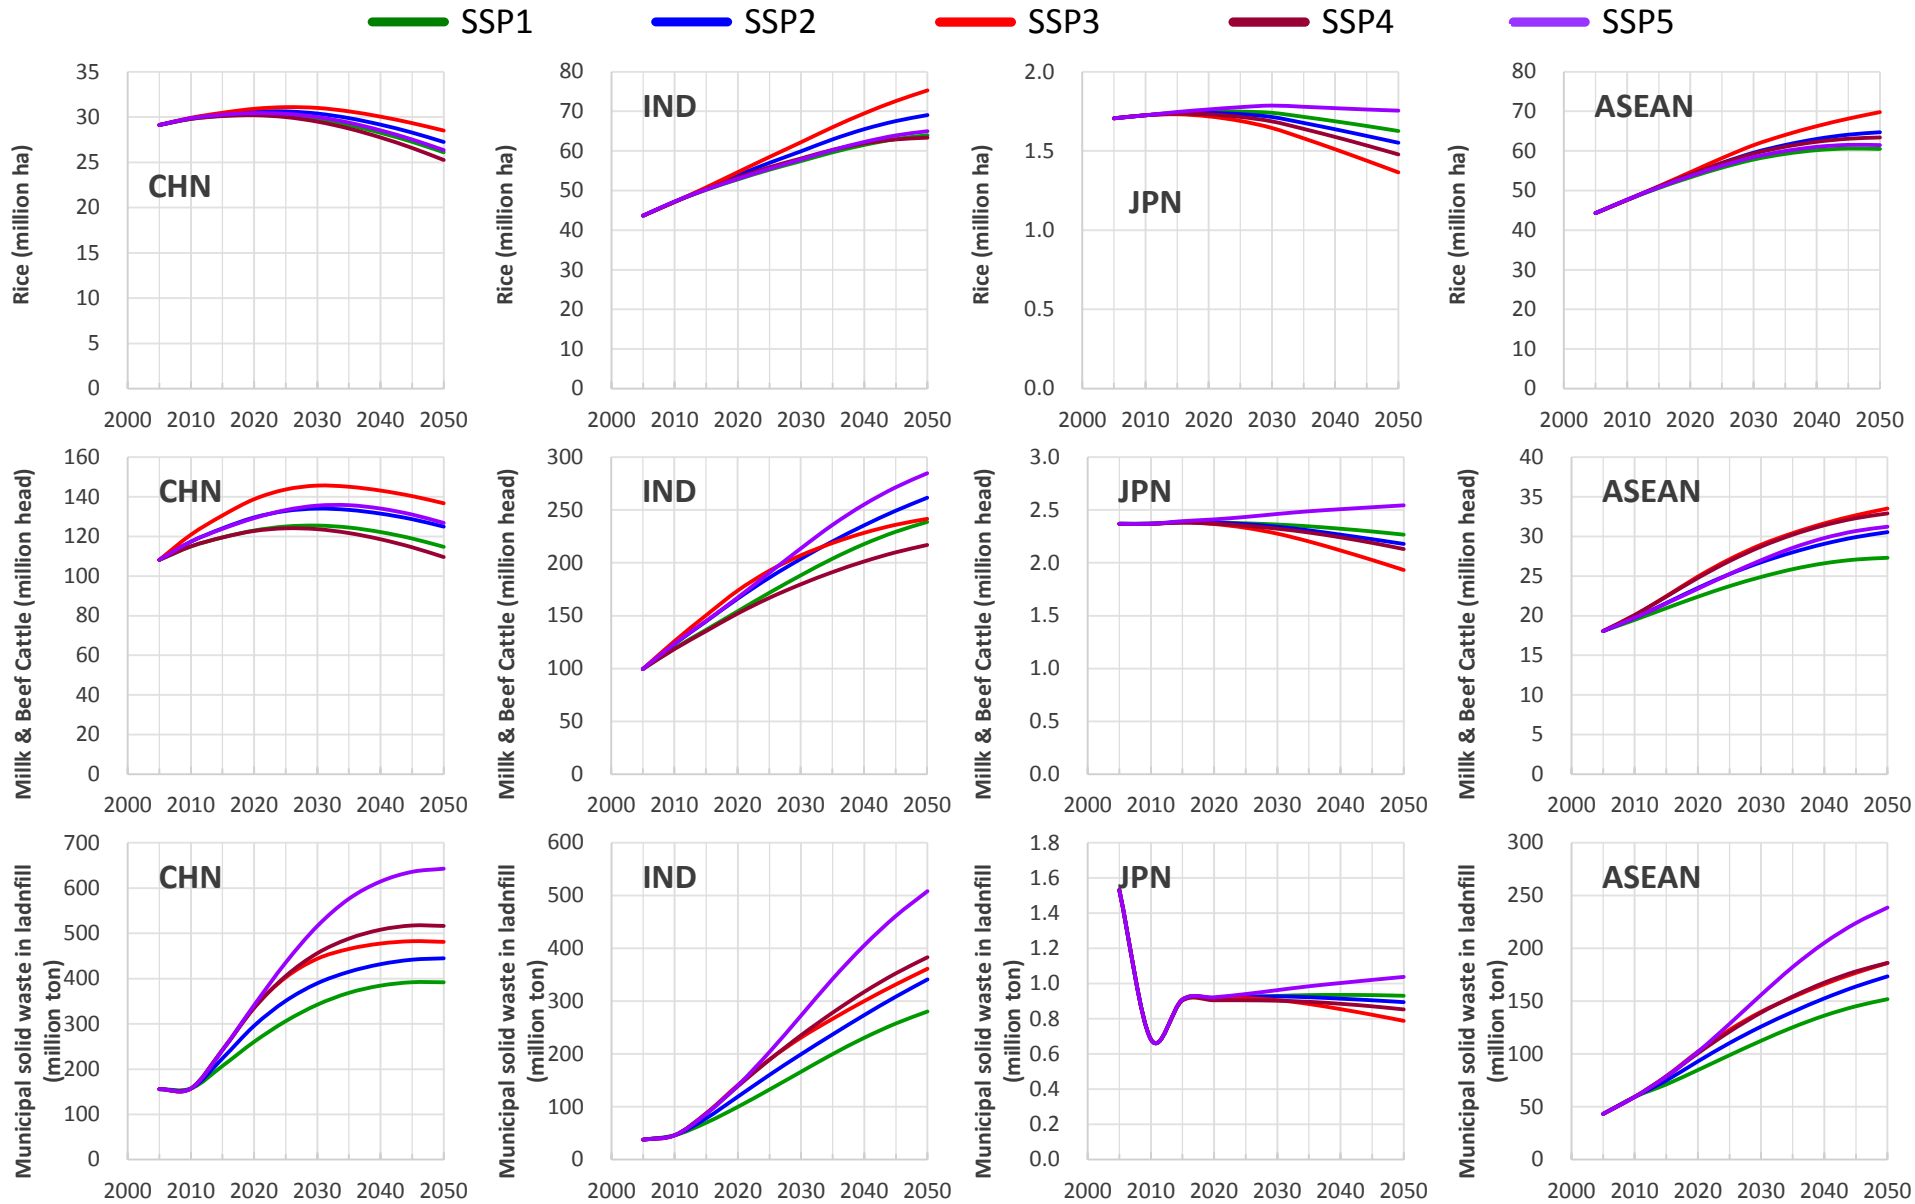 SSP1 SSP2 SSP3 SSP4 SSP5
Rice (million ha)
35
30
25
20
15
10
5
0
CHN
2000 2010 2020 2030 2040 2050
Rice (million ha)
80
70
60
50
40
30
20
10
0
IND
2000 2010 2020 2030 2040 2050
Rice (million ha)
2.0
1.5
1.0
0.5
0.0
JPN
2000 2010 2020 2030 2040 2050
Rice (million ha)
80
70
60
50
40
30
20
10
0
ASEAN
2000 2010 2020 2030 2040 2050
Millk & Beef Cattle (million head)
160
140
120
100
80
60
40
20
0
CHN
2000 2010 2020 2030 2040 2050
Millk & Beef Cattle (million head)
300
250
200
150
100
50
0
IND
2000 2010 2020 2030 2040 2050
Millk & Beef Cattle (million head)
3.0
2.5
2.0
1.5
1.0
0.5
0.0
JPN
2000 2010 2020 2030 2040 2050
Millk & Beef Cattle (million head)
40
35
30
25
20
15
10
5
0
ASEAN
2000 2010 2020 2030 2040 2050
Municipal solid waste in ladnfill
(million ton)
700
600
500
400
300
200
100
0
CHN
2000 2010 2020 2030 2040 2050
Municipal solid waste in ladnfill
(million ton)
600
500
400
300
200
100
0
IND
2000 2010 2020 2030 2040 2050
Municipal solid waste in ladnfill
(million ton)
1.8
1.6
1.4
1.2
1.0
0.8
0.6
0.4
0.2
0.0
JPN
2000 2010 2020 2030 2040 2050
Municipal solid waste in ladnfill
(million ton)
300
250
200
150
100
50
0
ASEAN
2000 2010 2020 2030 2040 2050